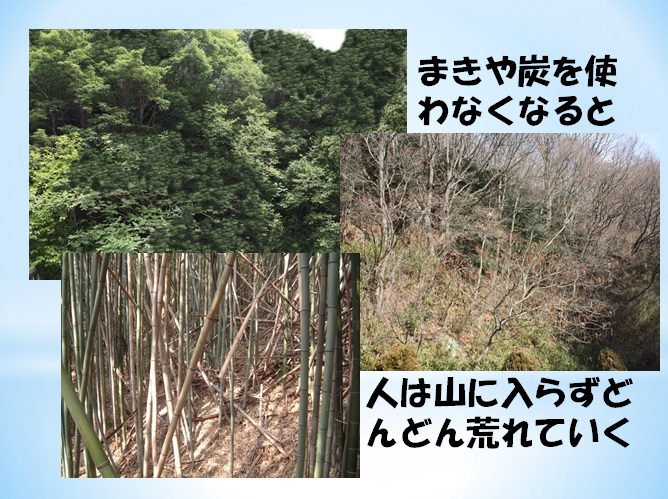 まきや炭を使
わなくなると
人は山に入らずど
んどん荒れていく